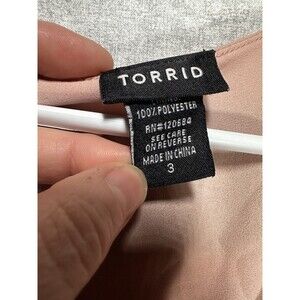 TORRID
100% POLYESTER
RN#120684
SEE CARE
ON REVERSE
MADE IN CHINA
3